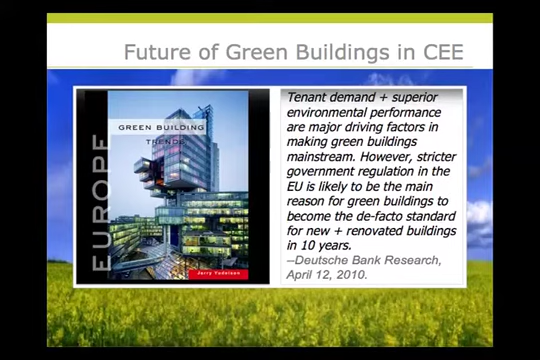 Future of Green Buildings in CEE
EUROPE
GREEN BUILDING
TRENDS
Jerry Yudelson
Tenant demand + superior
environmental performance
are major driving factors in
making green buildings
mainstream. However, stricter
government regulation in the
EU is likely to be the main
reason for green buildings to
become the de-facto standard
for new + renovated buildings
in 10 years.
–Deutsche Bank Research,
April 12, 2010.